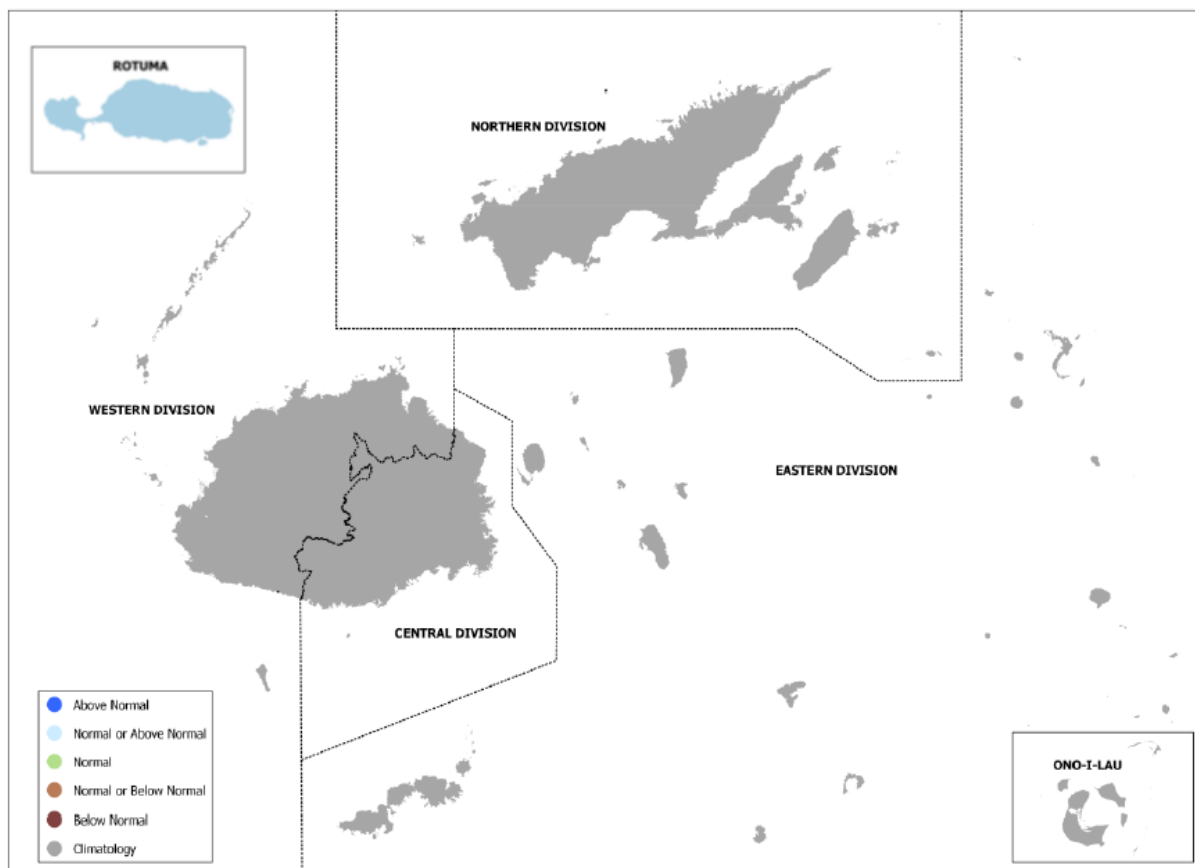 ROTUMA
NORTHERN DIVISION
WESTERN DIVISION
EASTERN DIVISION
CENTRAL DIVISION
Above Normal
Normal or Above Normal
Normal
Normal or Below Normal
Below Normal
Climatology
ONO-I-LAU